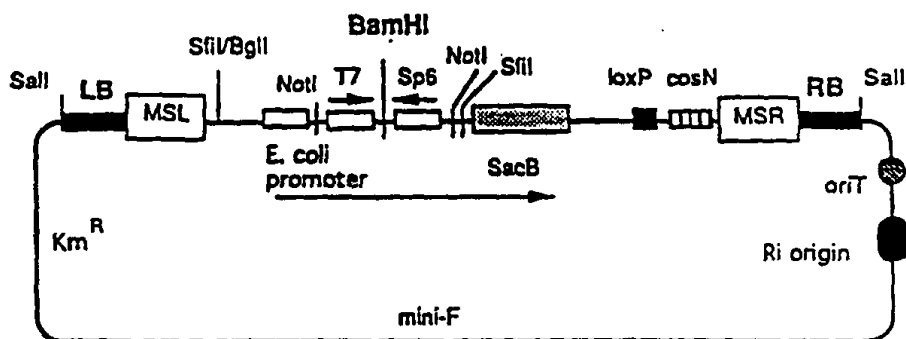 BamHI
SfiI/BglI
NotI
SalI
LB
NotI
T7
Sp6
SfiI
loxP
cosN
RB
SalI
MSL
MSR
E. coli
promoter
SacB
oriT
Km^R
Ri origin
mini-F